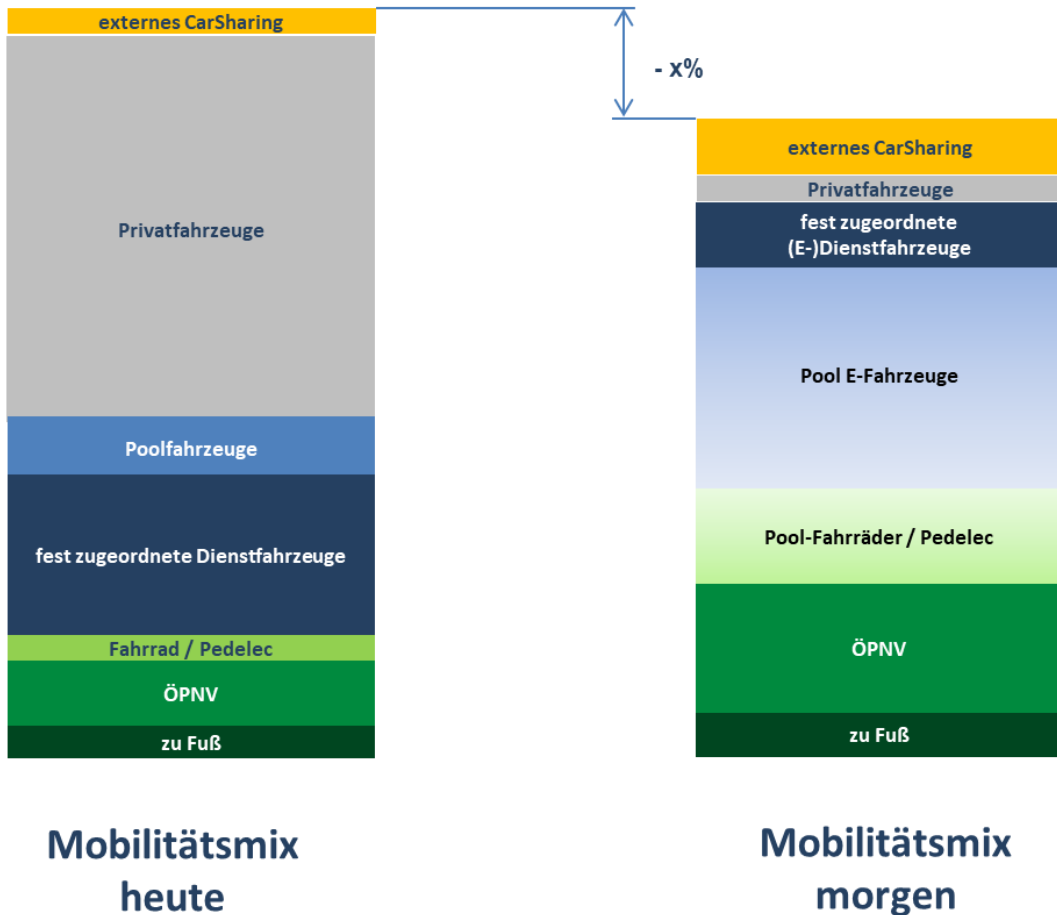 externes CarSharing
Privatfahrzeuge
Poolfahrzeuge
fest zugeordnete Dienstfahrzeuge
Fahrrad / Pedelec
ÖPNV
zu Fuß
Mobilitätsmix
heute
- x%
externes CarSharing
Privatfahrzeuge
fest zugeordnete
(E-)Dienstfahrzeuge
Pool E-Fahrzeuge
Pool-Fahrräder / Pedelec
ÖPNV
zu Fuß
Mobilitätsmix
morgen